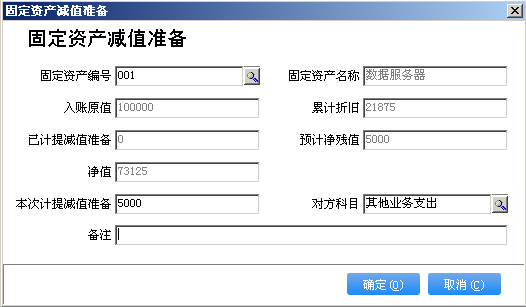 固定资产减值准备
固定资产减值准备
固定资产编号 001 固定资产名称 数据服务器
入账原值 100000 累计折旧 21875
已计提减值准备 0 预计净残值 5000
净值 73125
本次计提减值准备 5000 对方科目 其他业务支出
备注
确定(O) 取消(C)